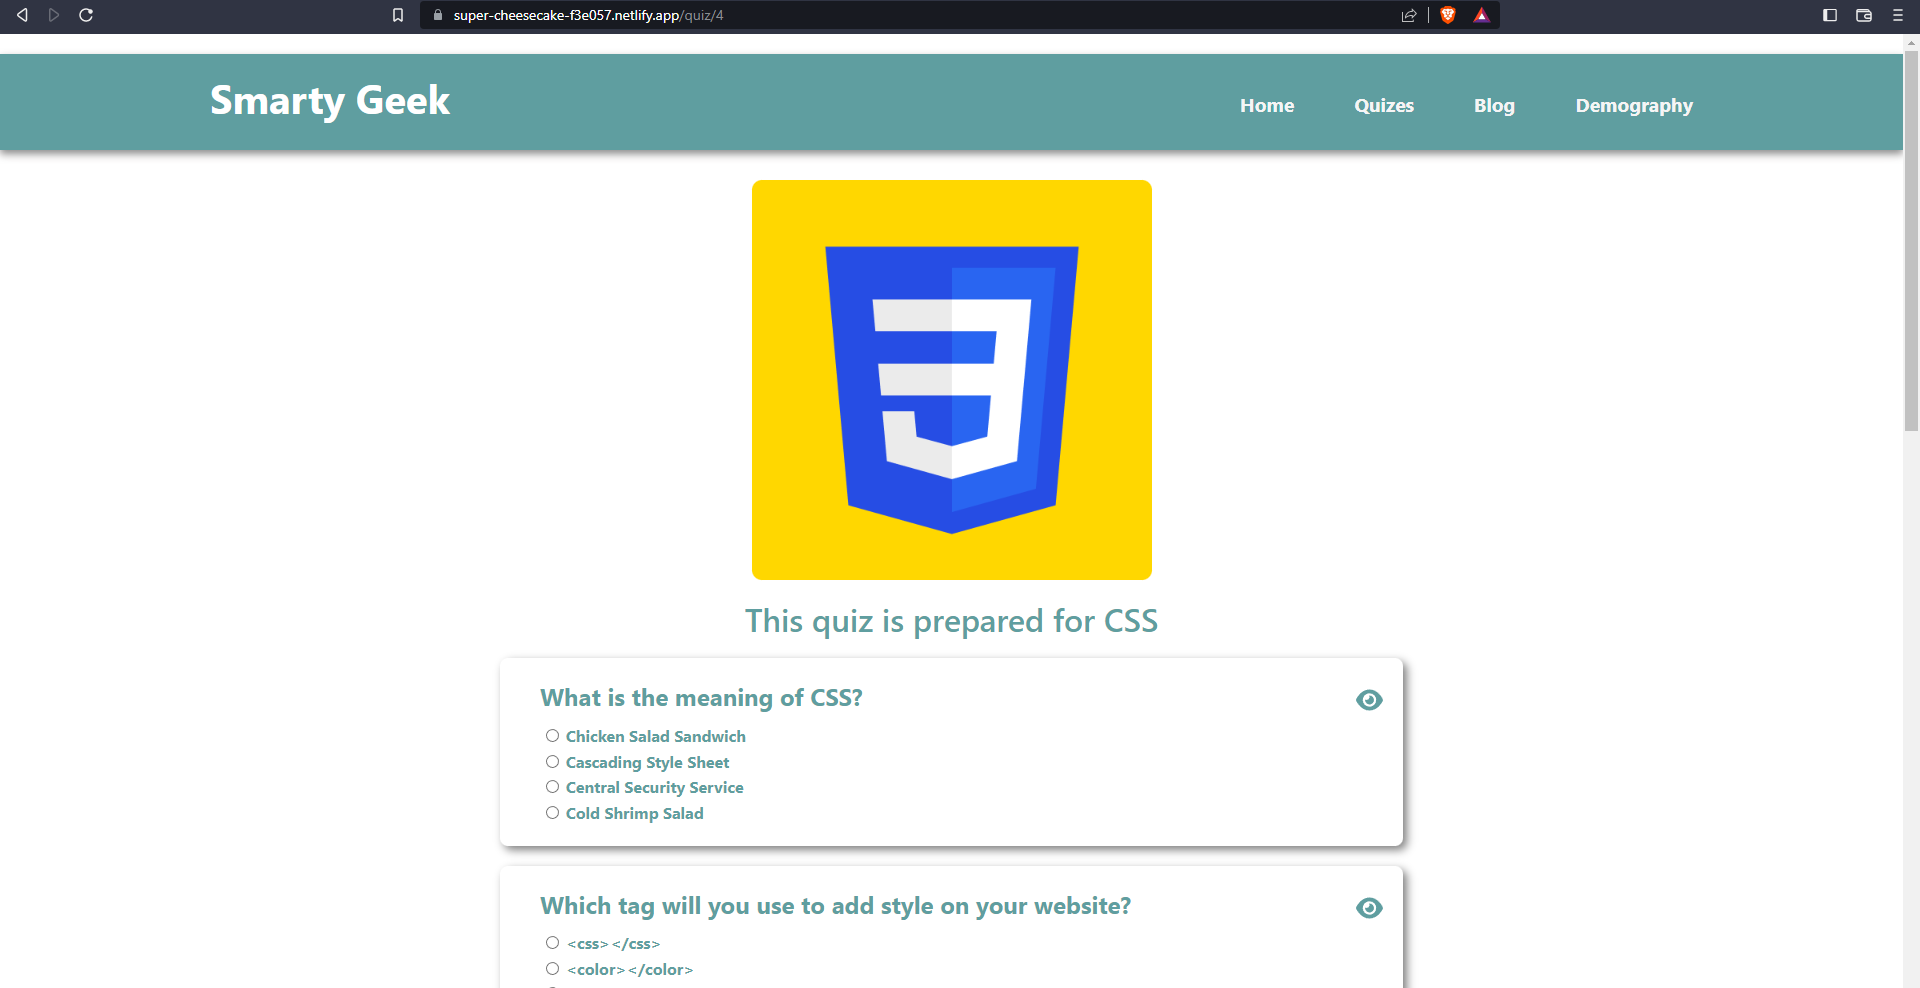 super-cheesecake-f3e057.netlify.app/quiz/4
Smarty Geek
Home Quizes Blog Demography
This quiz is prepared for CSS
What is the meaning of CSS?
Chicken Salad Sandwich
Cascading Style Sheet
Central Security Service
Cold Shrimp Salad
Which tag will you use to add style on your website?
<css></css>
<color></color>